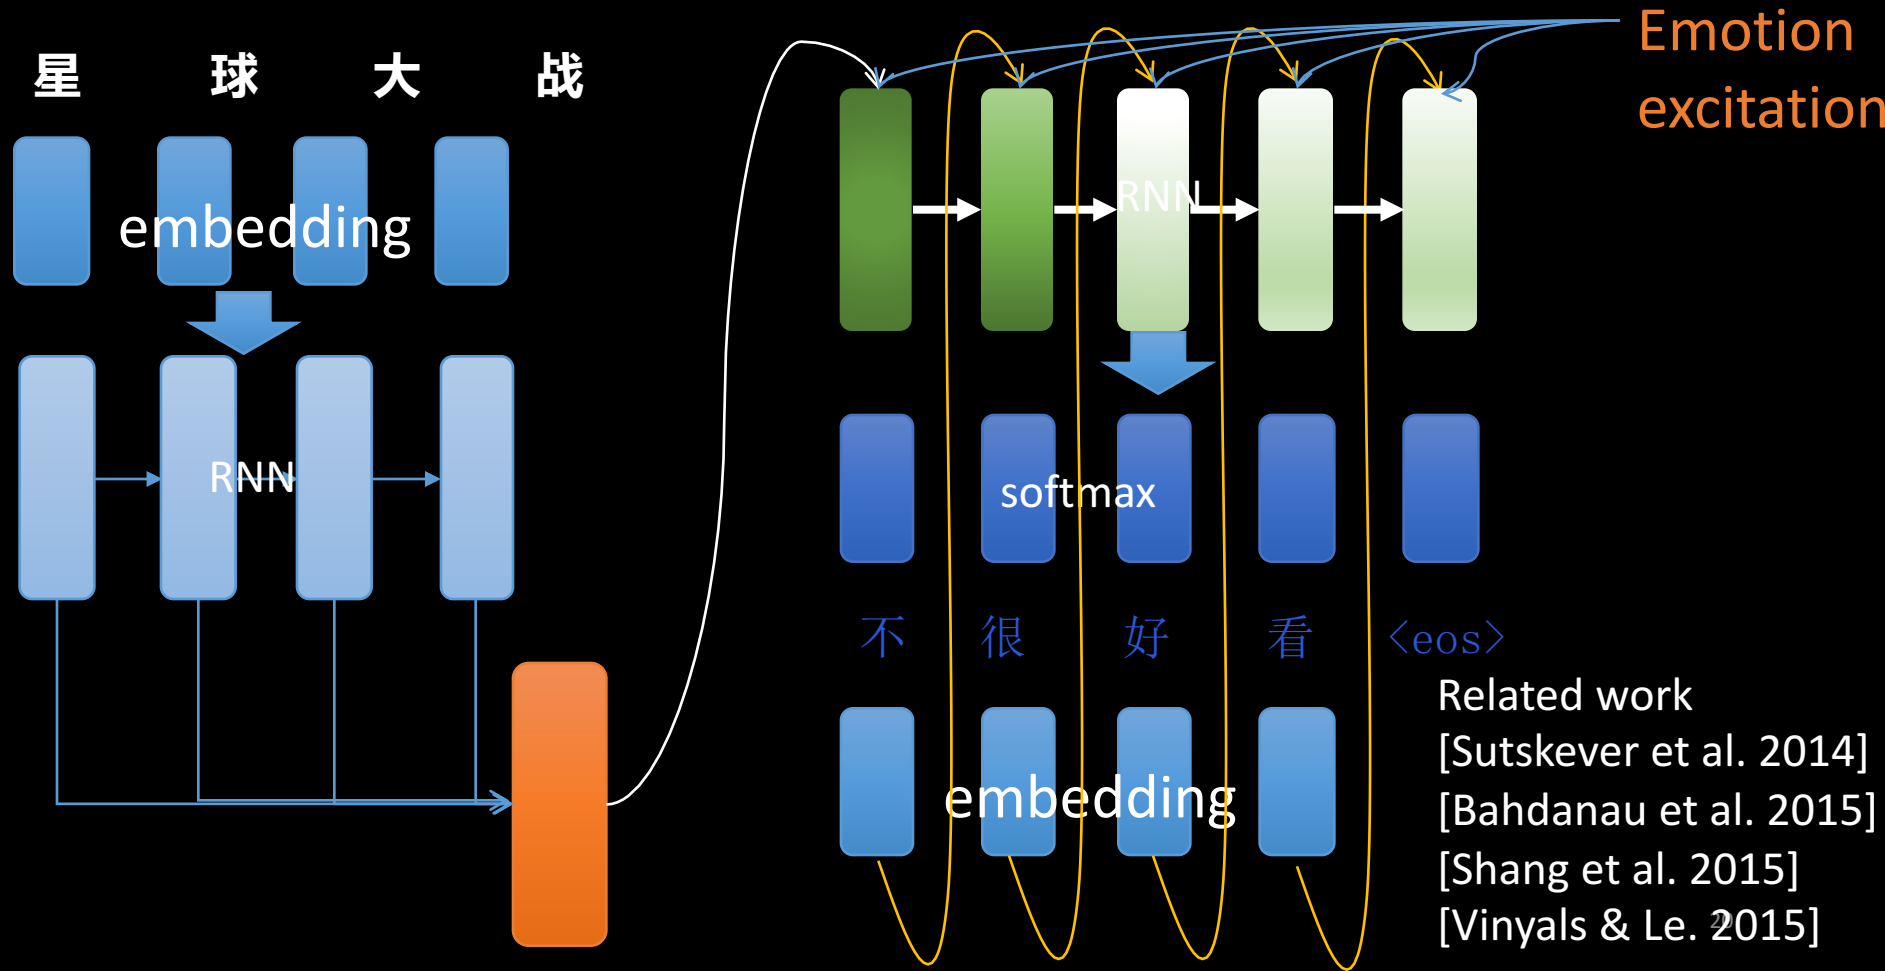 星 球 大 战
embedding
RNN
Emotion
excitation
RNN
softmax
不 很 好 看 <eos>
embedding
Related work
[Sutskever et al. 2014]
[Bahdanau et al. 2015]
[Shang et al. 2015]
[Vinyals & Le. 2015]
20